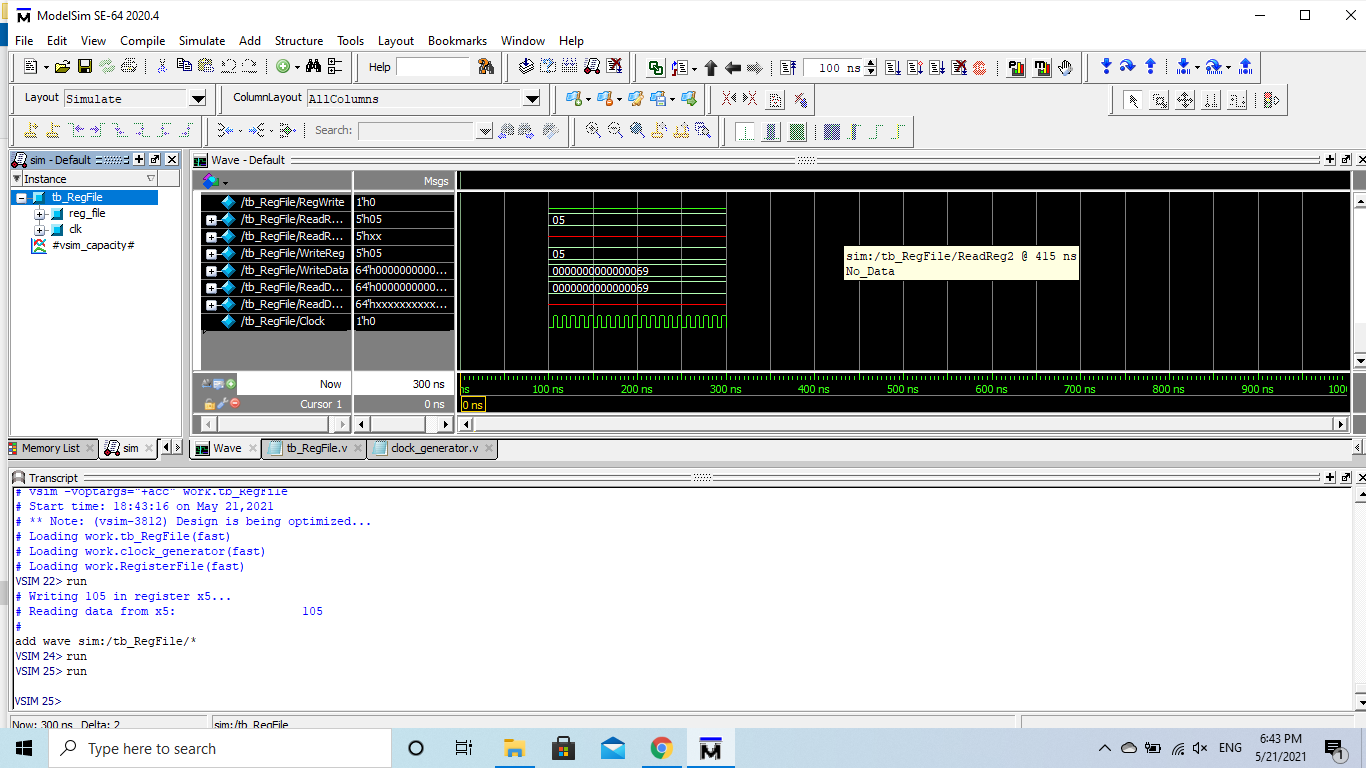 ModelSim SE-64 2020.4
File Edit View Compile Simulate Add Structure Tools Layout Bookmarks Window Help
Help 100 ns
Layout Simulate ColumnLayout AllColumns
Search:
sim - Default
Instance
tb_RegFile
reg_file
clk
#vsim_capacity#
Memory List
sim
Wave - Default
Msgs
/tb_RegFile/RegWrite 1'h0
/tb_RegFile/ReadR... 5'h05 05
/tb_RegFile/ReadR... 5'hxx
/tb_RegFile/WriteReg 5'h05 05
/tb_RegFile/WriteData 64'h0000000000... 0000000000000069
/tb_RegFile/ReadD... 64'h0000000000... 0000000000000069
/tb_RegFile/ReadD... 64'hxxxxxxxxxx...
/tb_RegFile/Clock 1'h0
sim:/tb_RegFile/ReadReg2 @ 415 ns
No_Data
Now 300 ns ns 100 ns 200 ns 300 ns 400 ns 500 ns 600 ns 700 ns 800 ns 900 ns 1000
Cursor 1 0 ns 0 ns
Wave tb_RegFile.v clock_generator.v
Transcript
# vsim -voptargs="+acc" work.tb_RegFile
# Start time: 18:43:16 on May 21,2021
# ** Note: (vsim-3812) Design is being optimized...
# Loading work.tb_RegFile(fast)
# Loading work.clock_generator(fast)
# Loading work.RegisterFile(fast)
VSIM 22> run
# Writing 105 in register x5...
# Reading data from x5: 105
#
add wave sim:/tb_RegFile/*
VSIM 24> run
VSIM 25> run
VSIM 25>
Now: 300 ns Delta: 2 sim:/tb_RegFile
Type here to search
ENG
6:43 PM
5/21/2021
1